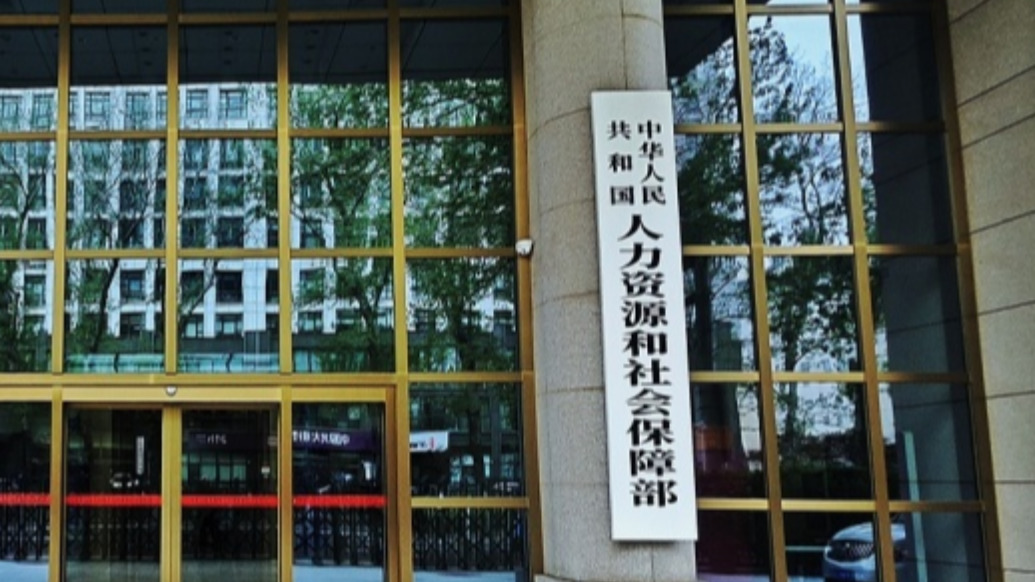 中华人民
共和国
人力资源和社会保障部